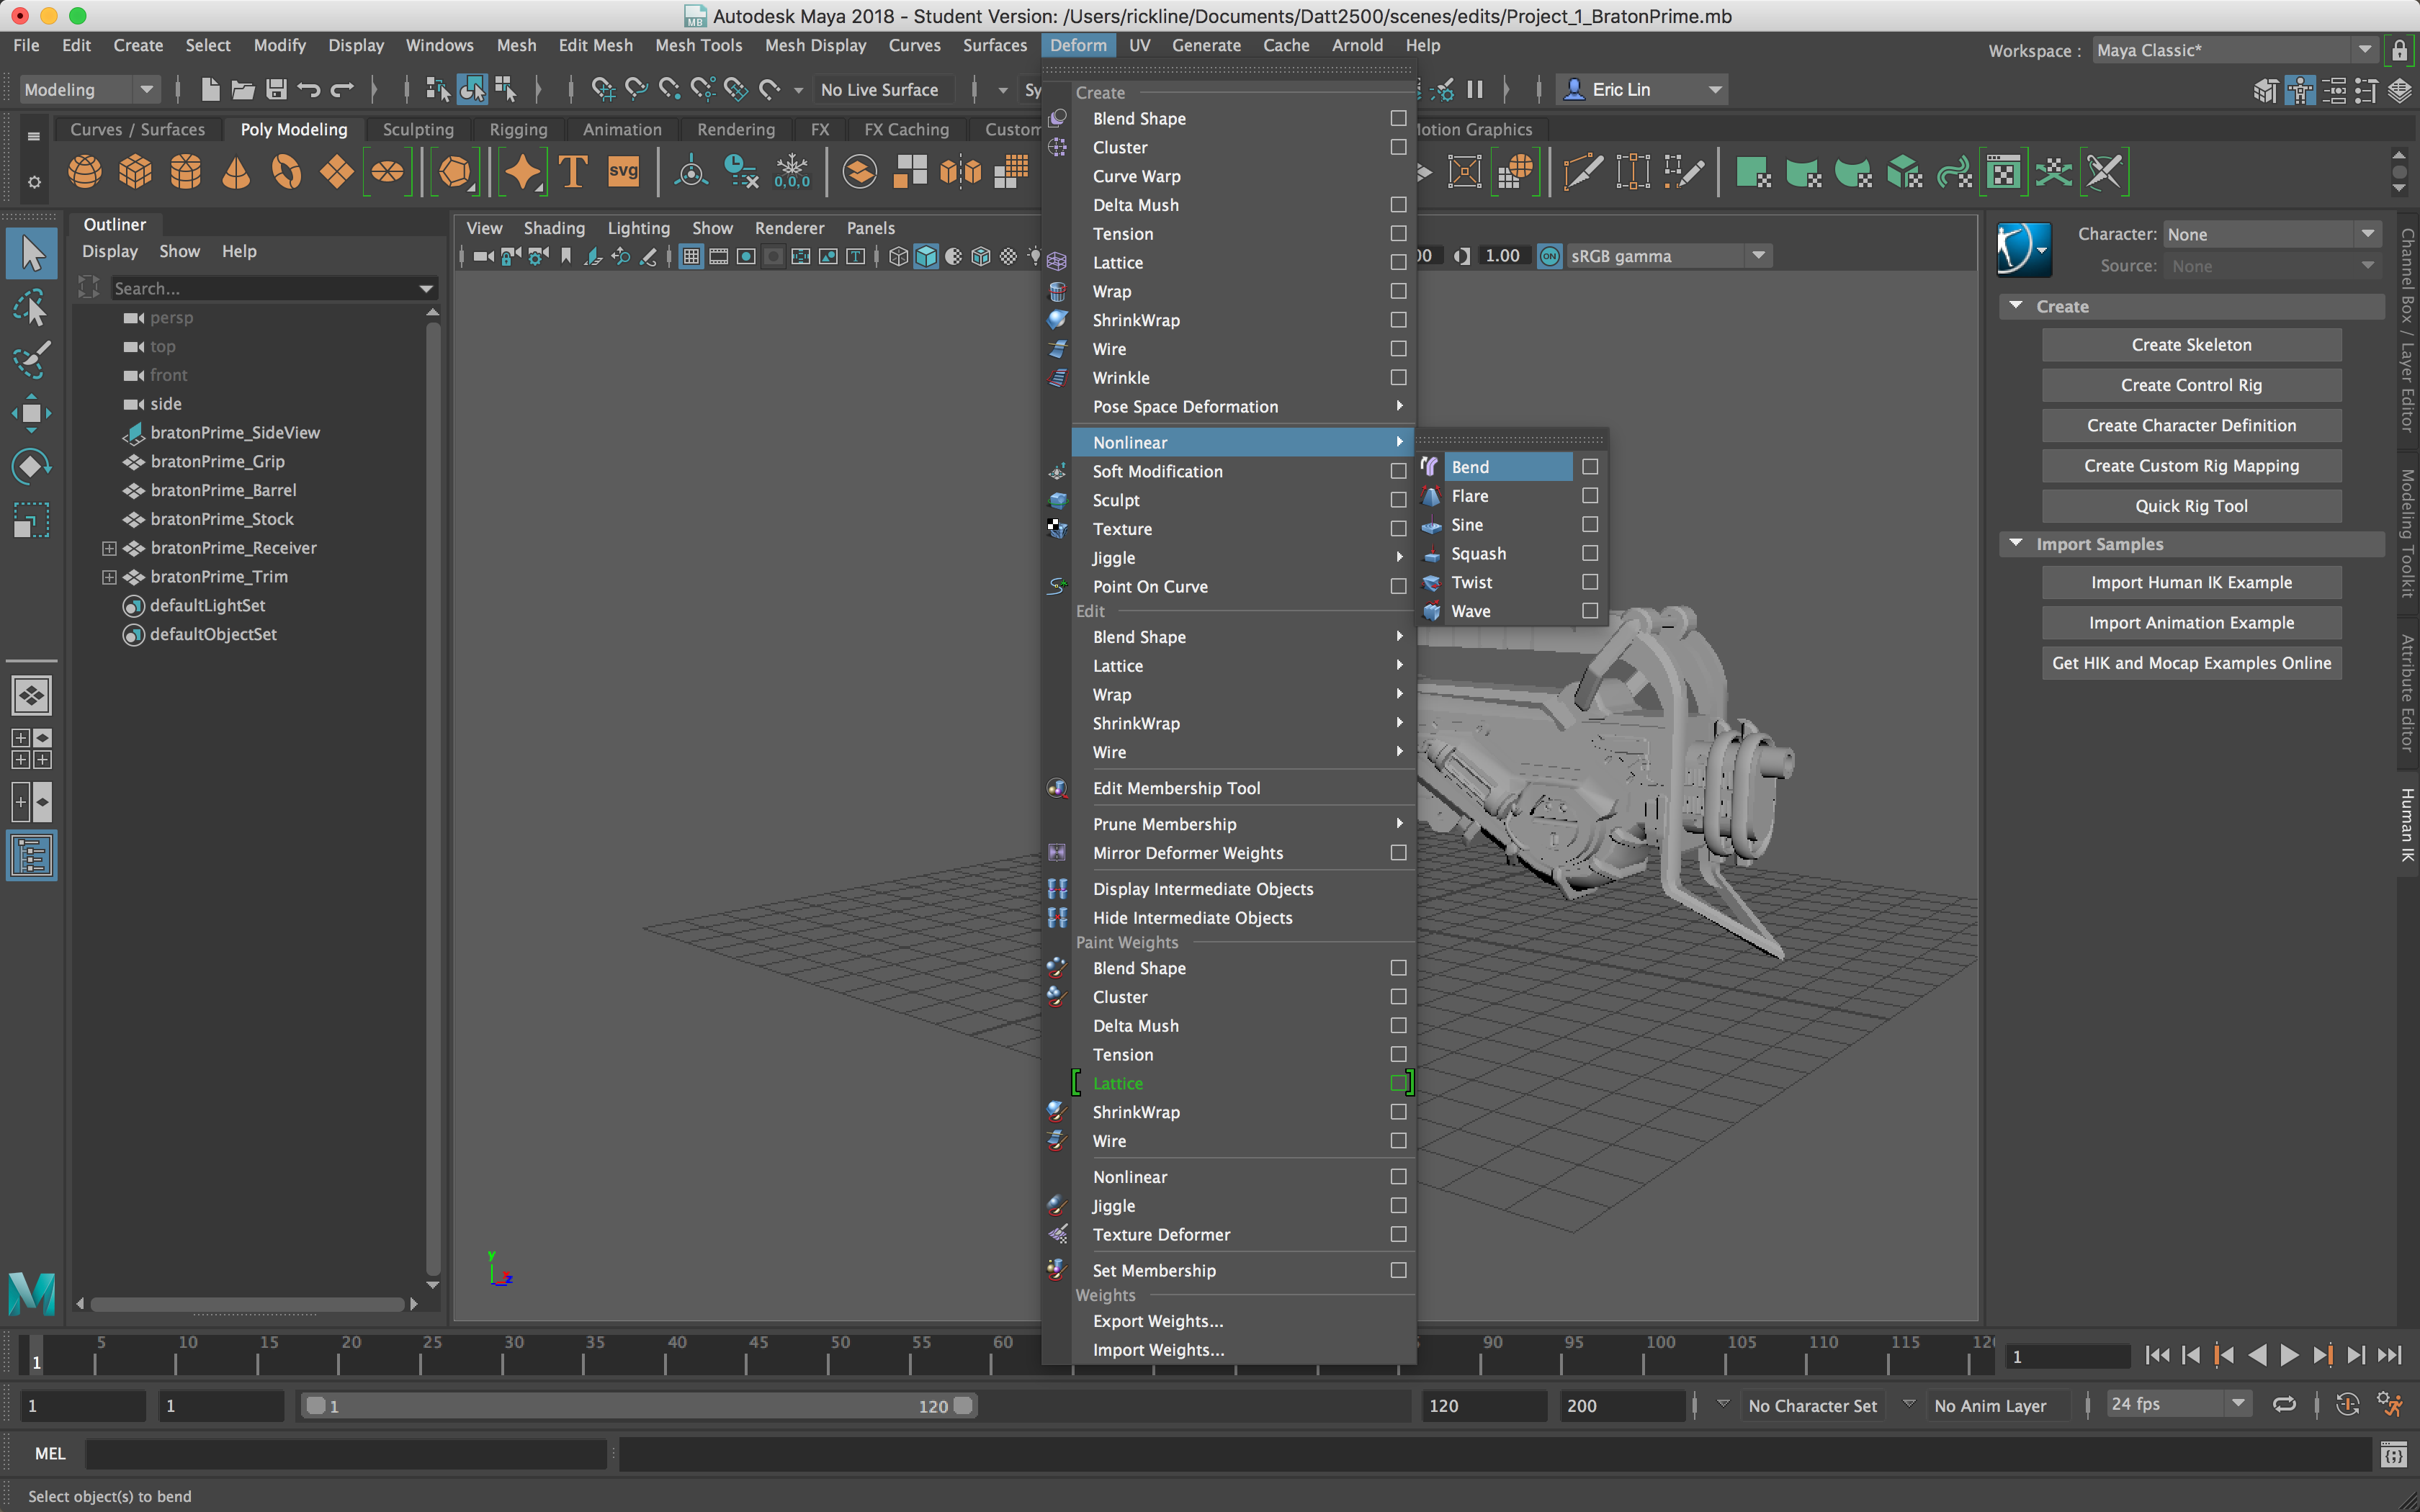 Autodesk Maya 2018 - Student Version: /Users/rickline/Documents/Datt2500/scenes/edits/Project_1_BratonPrime.mb
File Edit Create Select Modify Display Windows Mesh Edit Mesh Mesh Tools Mesh Display Curves Surfaces Deform UV Generate Cache Arnold Help
Workspace : Maya Classic*
Modeling No Live Surface Sy Eric Lin
Curves / Surfaces Poly Modeling Sculpting Rigging Animation Rendering FX FX Caching Custom Motion Graphics
T svg 0,0,0
Outliner
Display Show Help
Search...
persp
top
front
side
bratonPrime_SideView
bratonPrime_Grip
bratonPrime_Barrel
bratonPrime_Stock
bratonPrime_Receiver
bratonPrime_Trim
defaultLightSet
defaultObjectSet
View Shading Lighting Show Renderer Panels
00 1.00 ON sRGB gamma
Create
Blend Shape
Cluster
Curve Warp
Delta Mush
Tension
Lattice
Wrap
ShrinkWrap
Wire
Wrinkle
Pose Space Deformation
Nonlinear
Soft Modification
Sculpt
Texture
Jiggle
Point On Curve
Edit
Blend Shape
Lattice
Wrap
ShrinkWrap
Wire
Edit Membership Tool
Prune Membership
Mirror Deformer Weights
Display Intermediate Objects
Hide Intermediate Objects
Paint Weights
Blend Shape
Cluster
Delta Mush
Tension
Lattice
ShrinkWrap
Wire
Nonlinear
Jiggle
Texture Deformer
Set Membership
Weights
Export Weights...
Import Weights...
Bend
Flare
Sine
Squash
Twist
Wave
Character: None
Source: None
Create
Create Skeleton
Create Control Rig
Create Character Definition
Create Custom Rig Mapping
Quick Rig Tool
Import Samples
Import Human IK Example
Import Animation Example
Get HIK and Mocap Examples Online
Channel Box / Layer Editor
Modeling Toolkit
Attribute Editor
Human IK
y
z
M
5 10 15 20 25 30 35 40 45 50 55 60 90 95 100 105 110 115 120
1
1
1 1 1 120 120 200 No Character Set No Anim Layer 24 fps
MEL
Select object(s) to bend